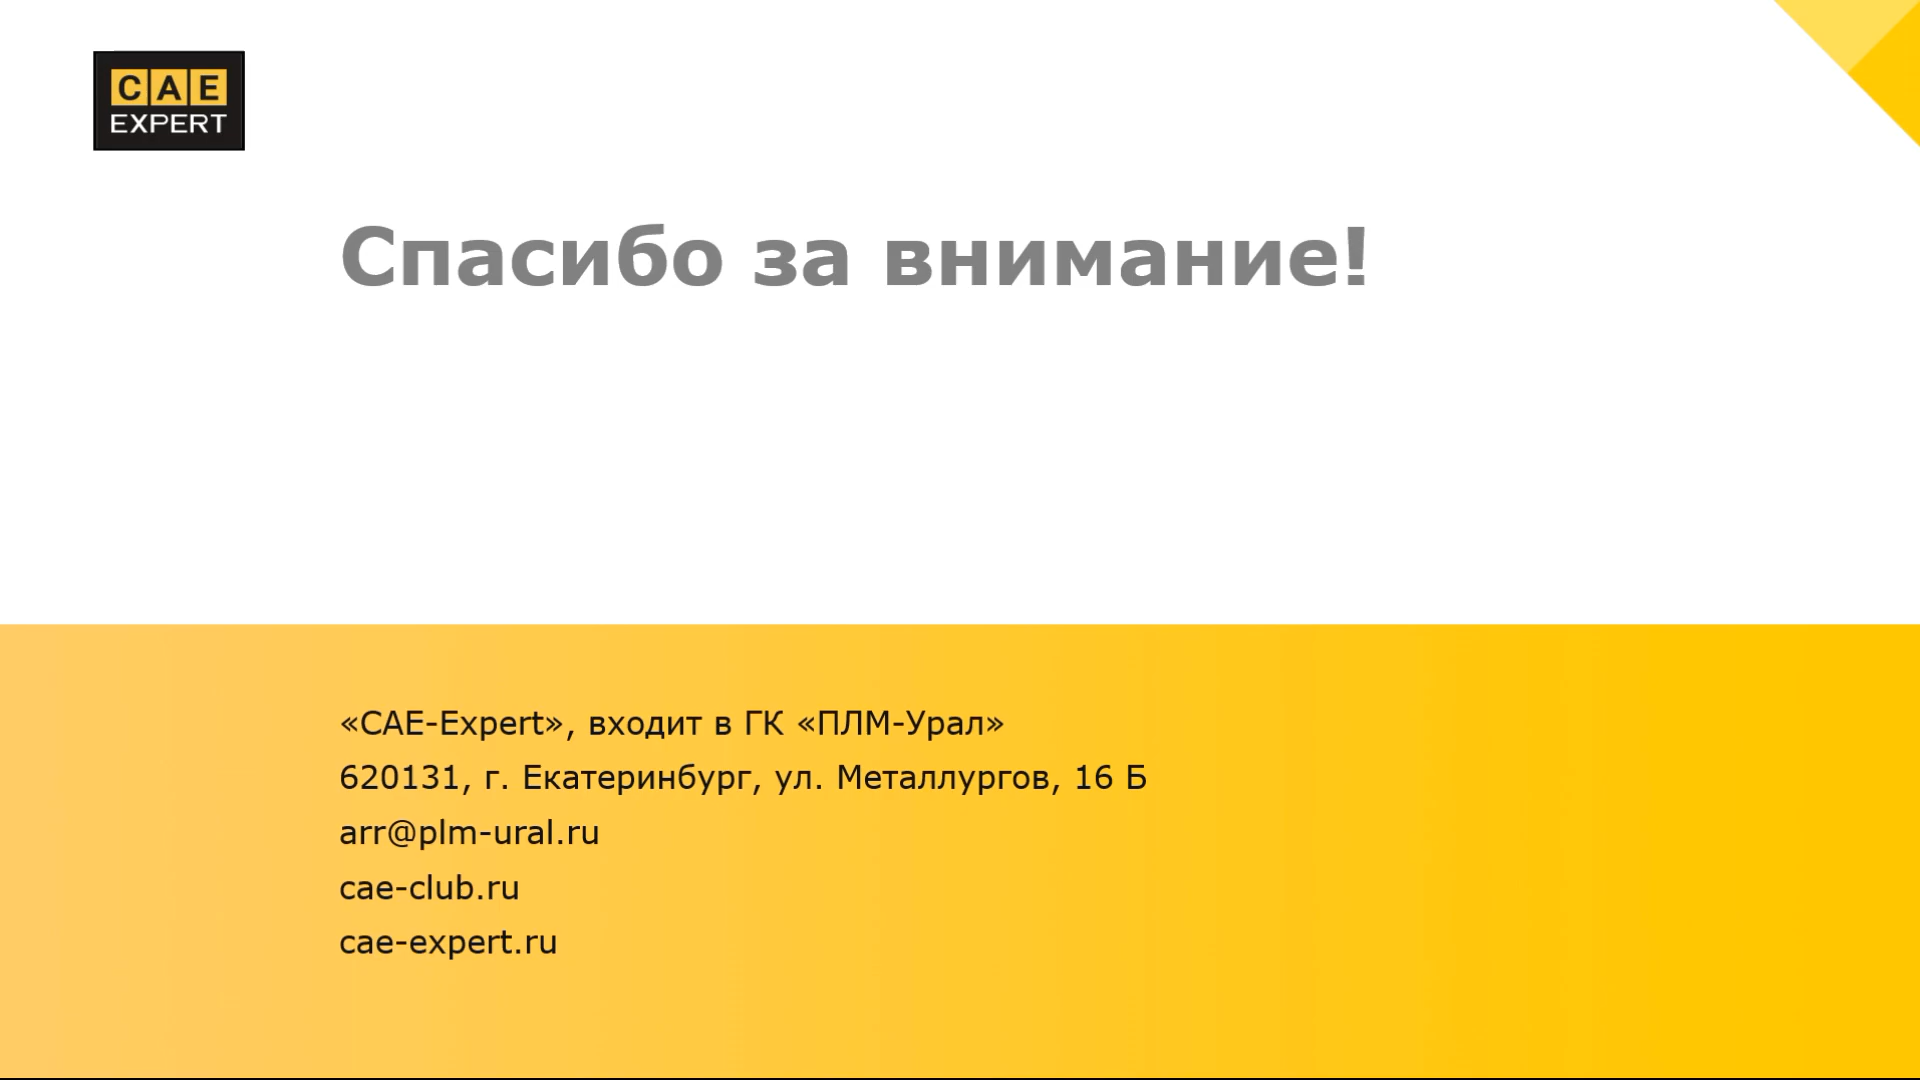 CAE
EXPERT
Спасибо за внимание!
«CAE-Expert», входит в ГК «ПЛМ-Урал»
620131, г. Екатеринбург, ул. Металлургов, 16 Б
arr@plm-ural.ru
cae-club.ru
cae-expert.ru